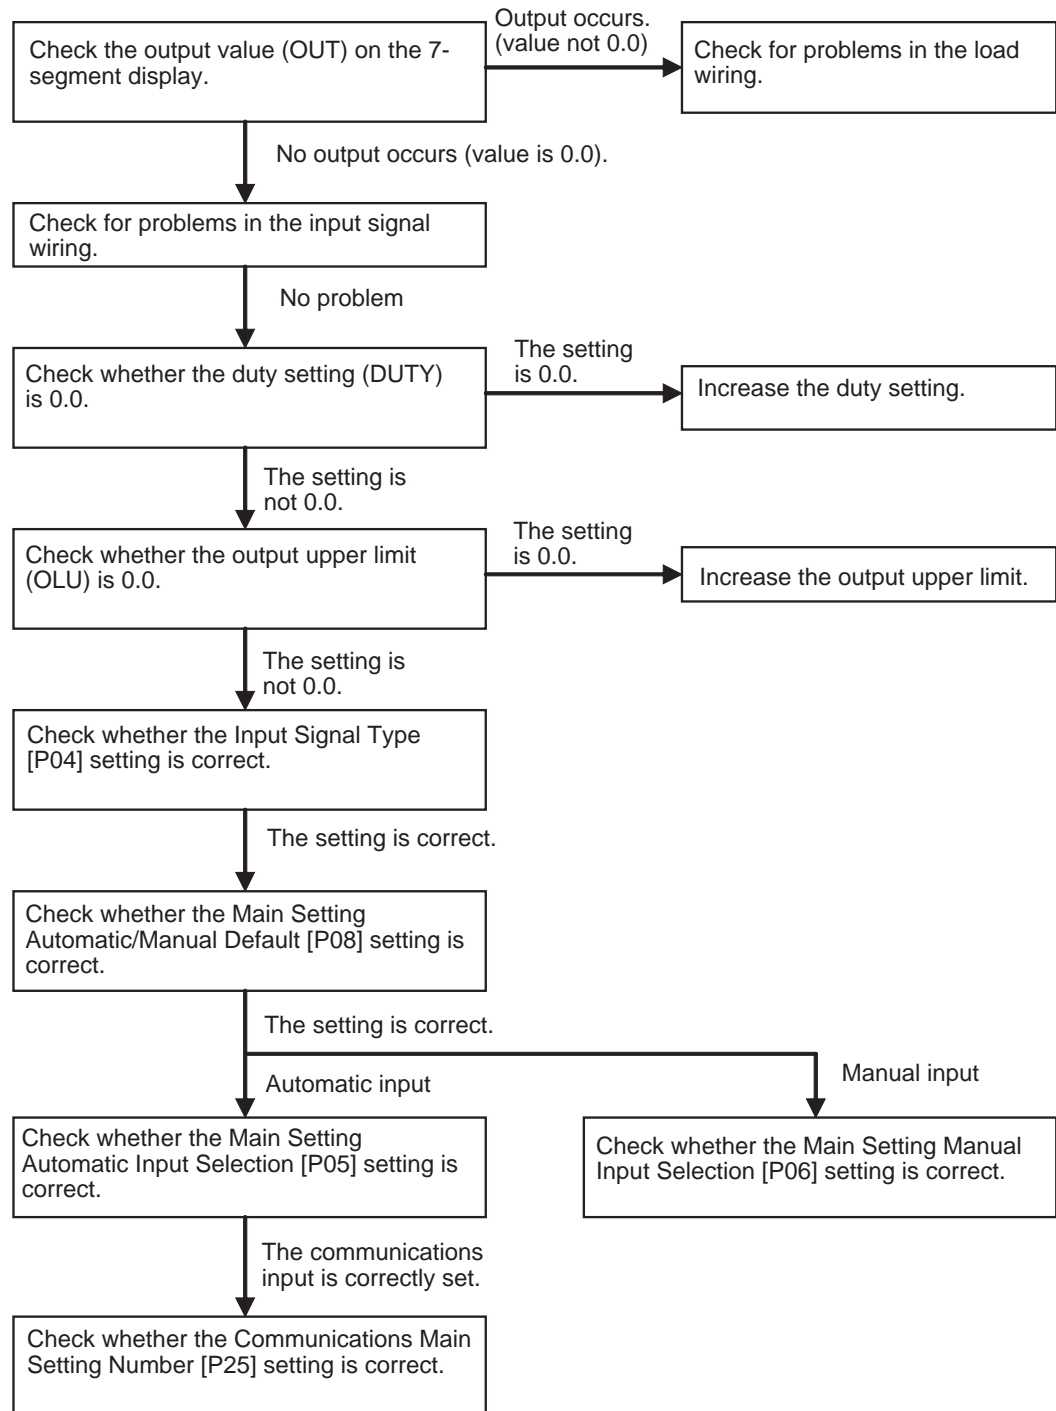 Check the output value (OUT) on the 7-
segment display.
Output occurs.
(value not 0.0)
Check for problems in the load
wiring.
No output occurs (value is 0.0).
Check for problems in the input signal
wiring.
No problem
Check whether the duty setting (DUTY)
is 0.0.
The setting
is 0.0.
Increase the duty setting.
The setting is
not 0.0.
Check whether the output upper limit
(OLU) is 0.0.
The setting
is 0.0.
Increase the output upper limit.
The setting is
not 0.0.
Check whether the Input Signal Type
[P04] setting is correct.
The setting is correct.
Check whether the Main Setting
Automatic/Manual Default [P08] setting is
correct.
The setting is correct.
Automatic input
Manual input
Check whether the Main Setting
Automatic Input Selection [P05] setting is
correct.
Check whether the Main Setting Manual
Input Selection [P06] setting is correct.
The communications
input is correctly set.
Check whether the Communications Main
Setting Number [P25] setting is correct.